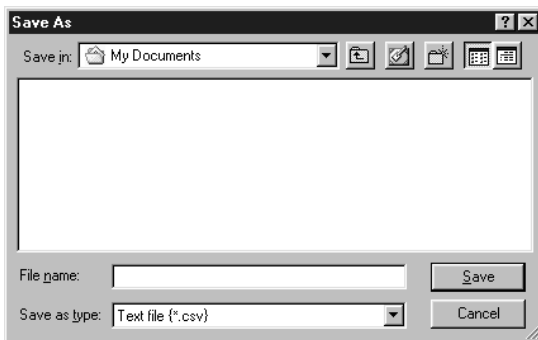 Save As
Save in: My Documents
File name: Save
Save as type: Text file {*.csv} Cancel